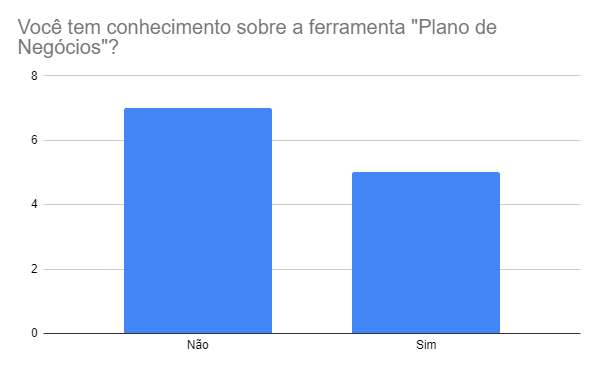 Você tem conhecimento sobre a ferramenta "Plano de
Negócios"?
8
6
4
2
0
Não
Sim